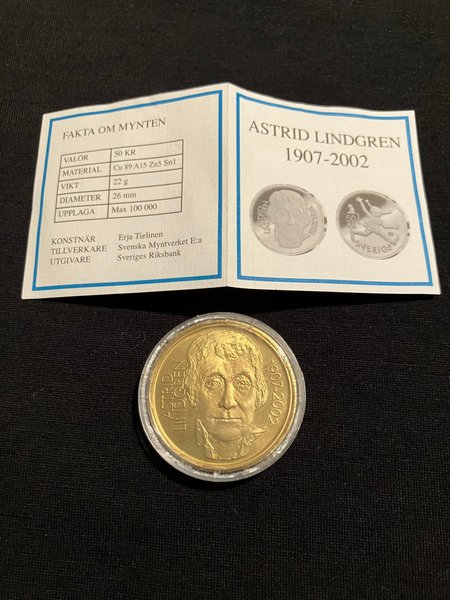 FAKTA OM MYNTEN
VALÖR 50 KR
MATERIAL Cu 89 A15 Zn5 Sn1
VIKT 22 g
DIAMETER 26 mm
UPPLAGA Max 100 000
KONSTNÄR Erja Tielinen
TILLVERKARE Svenska Myntverket E:a
UTGIVARE Sveriges Riksbank
ASTRID LINDGREN
1907-2002
SVERIGE
ASTRID
LINDGREN
1907-2002